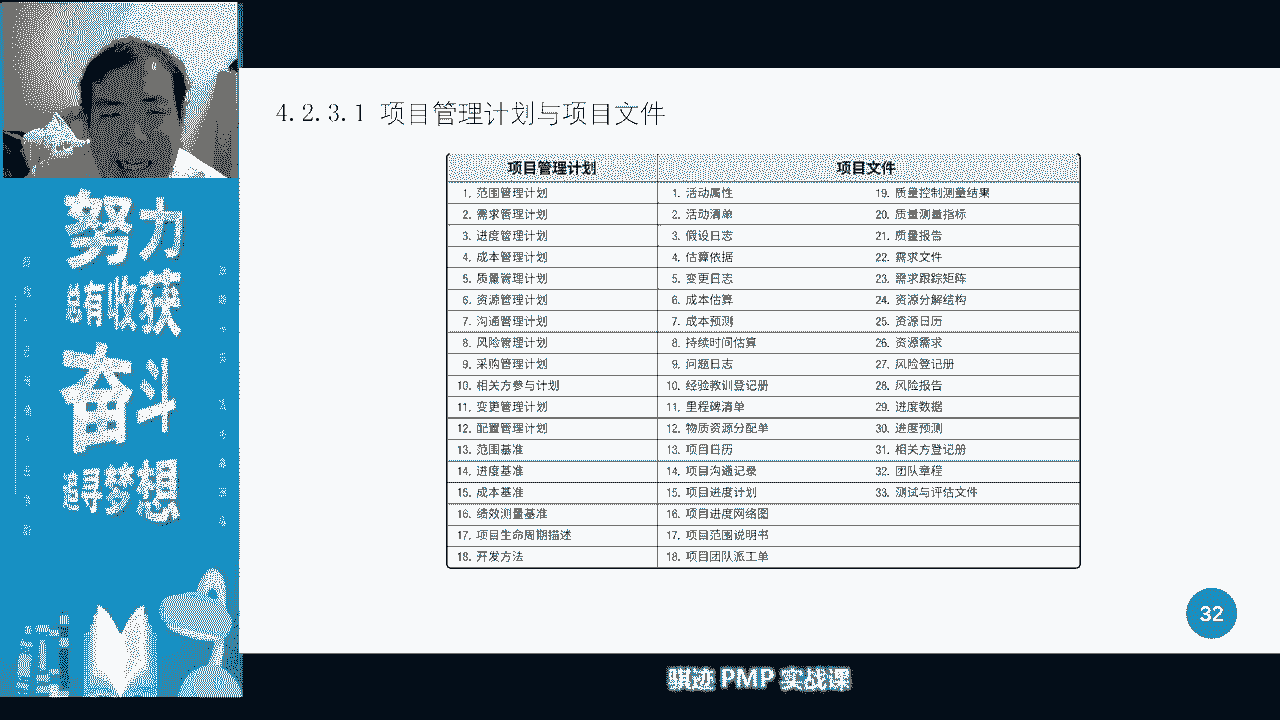 4.2.3.1 项目管理计划与项目文件
项目管理计划 项目文件
1. 范围管理计划 1. 活动属性 19. 质量控制测量结果
2. 需求管理计划 2. 活动清单 20. 质量测量指标
3. 进度管理计划 3. 假设日志 21. 质量报告
4. 成本管理计划 4. 估算依据 22. 需求文件
5. 质量管理计划 5. 变更日志 23. 需求跟踪矩阵
6. 资源管理计划 6. 成本估算 24. 资源分解结构
7. 沟通管理计划 7. 成本预测 25. 资源日历
8. 风险管理计划 8. 持续时间估算 26. 资源需求
9. 采购管理计划 9. 问题日志 27. 风险登记册
10. 相关方参与计划 10. 经验教训登记册 28. 风险报告
11. 变更管理计划 11. 里程碑清单 29. 进度数据
12. 配置管理计划 12. 物质资源分配单 30. 进度预测
13. 范围基准 13. 项目日历 31. 相关方登记册
14. 进度基准 14. 项目沟通记录 32. 团队章程
15. 成本基准 15. 项目进度计划 33. 测试与评估文件
16. 绩效测量基准 16. 项目进度网络图
17. 项目生命周期描述 17. 项目范围说明书
18. 开发方法 18. 项目团队派工单
32
努力
总有收获
奋斗
追寻梦想
骐迹 PMP 实战课